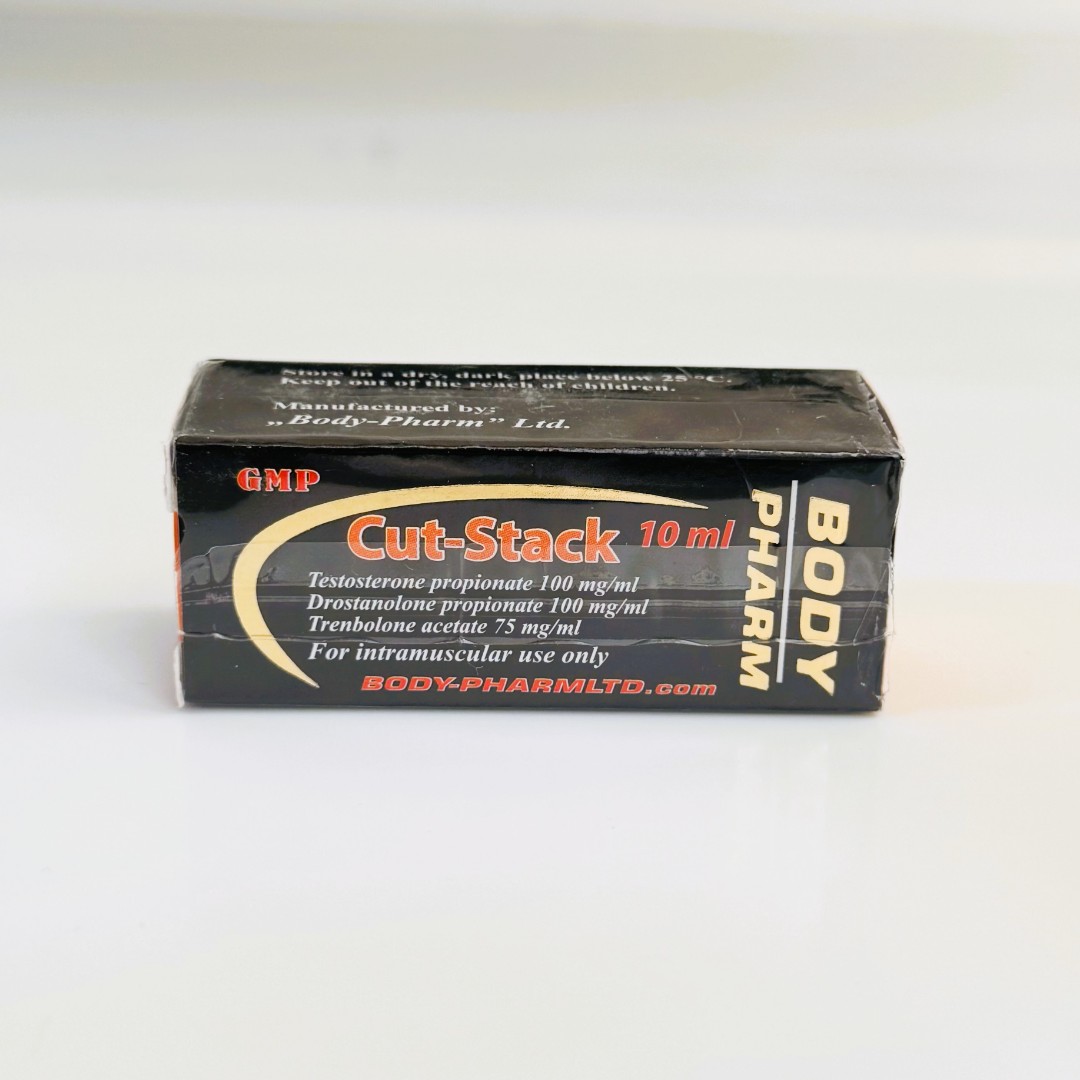 Store in a dry, dark place below 25 °C.
Keep out of the reach of children.
Manufactured by:
„Body-Pharm” Ltd.
GMP
Cut-Stack 10 ml
Testosterone propionate 100 mg/ml
Drostanolone propionate 100 mg/ml
Trenbolone acetate 75 mg/ml
For intramuscular use only
BODY-PHARMLTD.com
BODY
PHARM